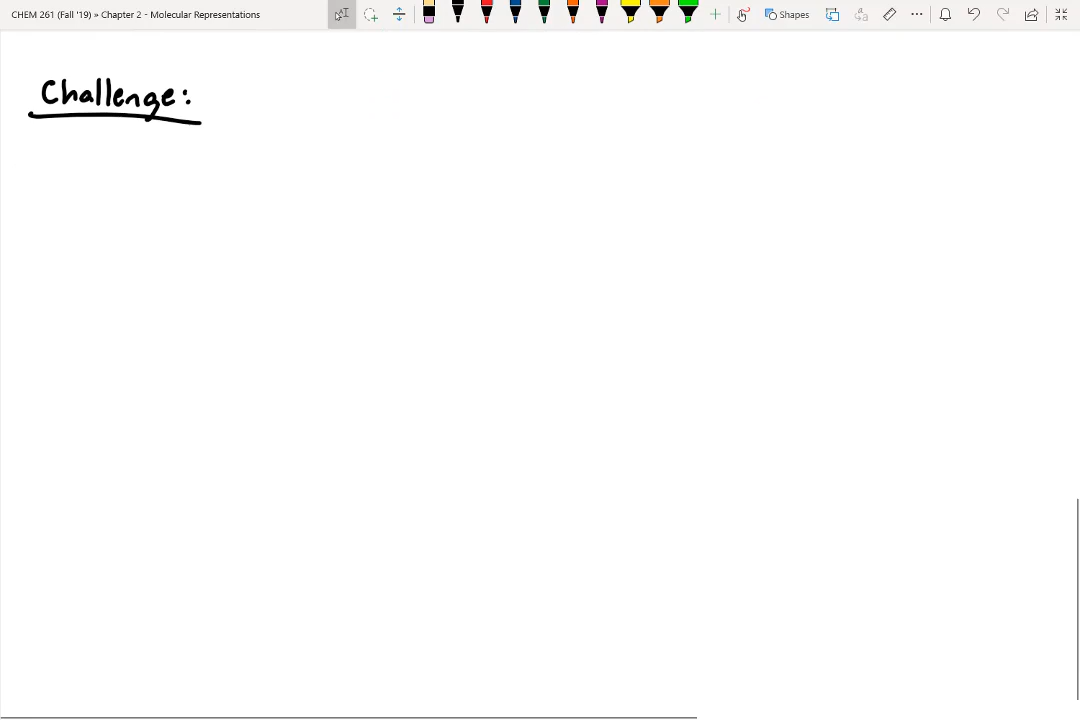 CHEM 261 (Fall '19) » Chapter 2 - Molecular Representations
Shapes
Challenge: